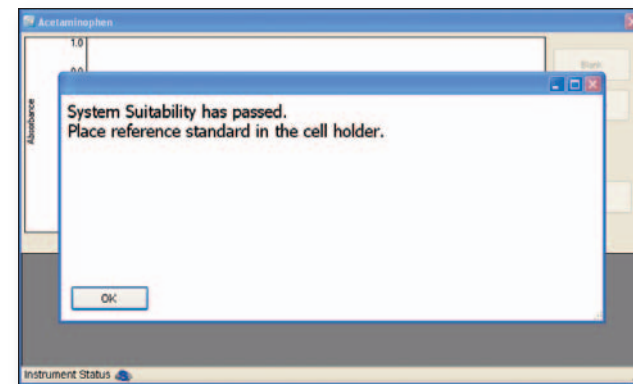 Acetaminophen
1.0
Absorbance
System Suitability has passed.
Place reference standard in the cell holder.
OK
Instrument Status